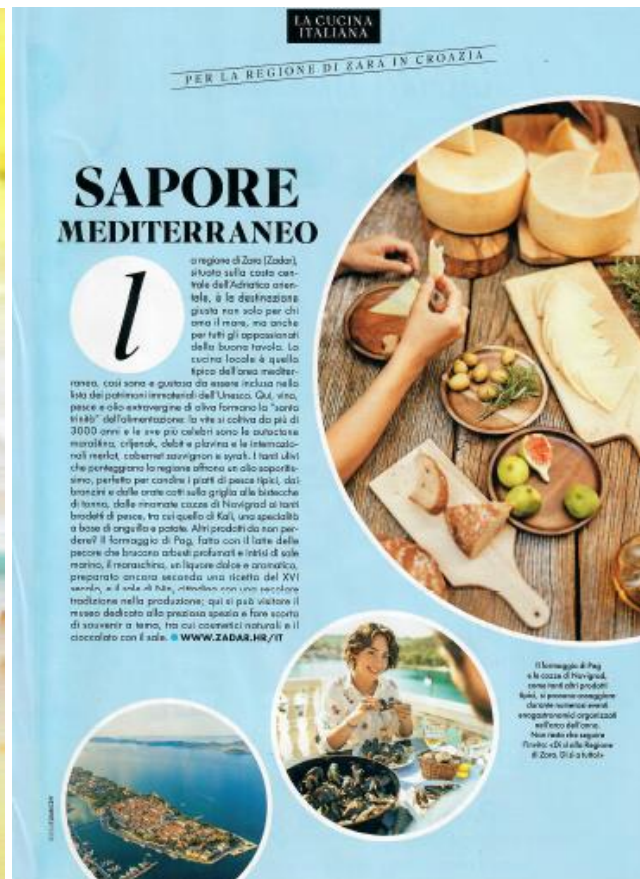 LA CUCINA
ITALIANA
PER LA REGIONE DI ZARA IN CROAZIA
SAPORE
MEDITERRANEO
l
a regione di Zara (Zadar),
situata sulla costa cen-
trale dell'Adriatico orien-
tale, è la destinazione
giusta non solo per chi
ama il mare, ma anche
per tutti gli appassionati
della buona tavola. La
cucina locale è quella
tipica dell'area mediter-
ranea, così sana e gustosa da essere inclusa nella
lista dei patrimoni immateriali dell'Unesco. Qui, vino,
pesce e olio extravergine di oliva formano la "santa
trinità" dell'alimentazione: la vite si coltiva da più di
3000 anni e le uve più celebri sono le autoctone
maraština, crljenak, debit e plavina e le internazio-
nali merlot, cabernet sauvignon e syrah. I tanti ulivi
che punteggiano la regione offrono un olio saporitis-
simo, perfetto per condire i piatti di pesce tipici, dai
branzini e dalle orate cotti sulla griglia alle bistecche
di tonno, dalle rinomate cozze di Novigrad ai tanti
brodetti di pesce, tra cui quello di Kali, una specialità
a base di anguilla e patate. Altri prodotti da non per-
dere? Il formaggio di Pag, fatto con il latte delle
pecore che brucano arbusti profumati e intrisi di sale
marino, il maraschino, un liquore dolce e aromatico,
preparato ancora secondo una ricetta del XVI
secolo, e il sale di Nin, cittadina con una secolare
tradizione nella produzione; qui si può visitare il
museo dedicato alla preziosa spezia e fare scorta
di souvenir a tema, tra cui cosmetici naturali e il
cioccolato con il sale. WWW.ZADAR.HR/IT
Il formaggio di Pag
e le cozze di Novigrad,
come tanti altri prodotti
tipici, si possono assaggiare
durante numerosi eventi
enogastronomici organizzati
nell'arco dell'anno.
Non resta che seguire
l'invito: «Di sì alla Regione
di Zara. Di sì a tutto!»